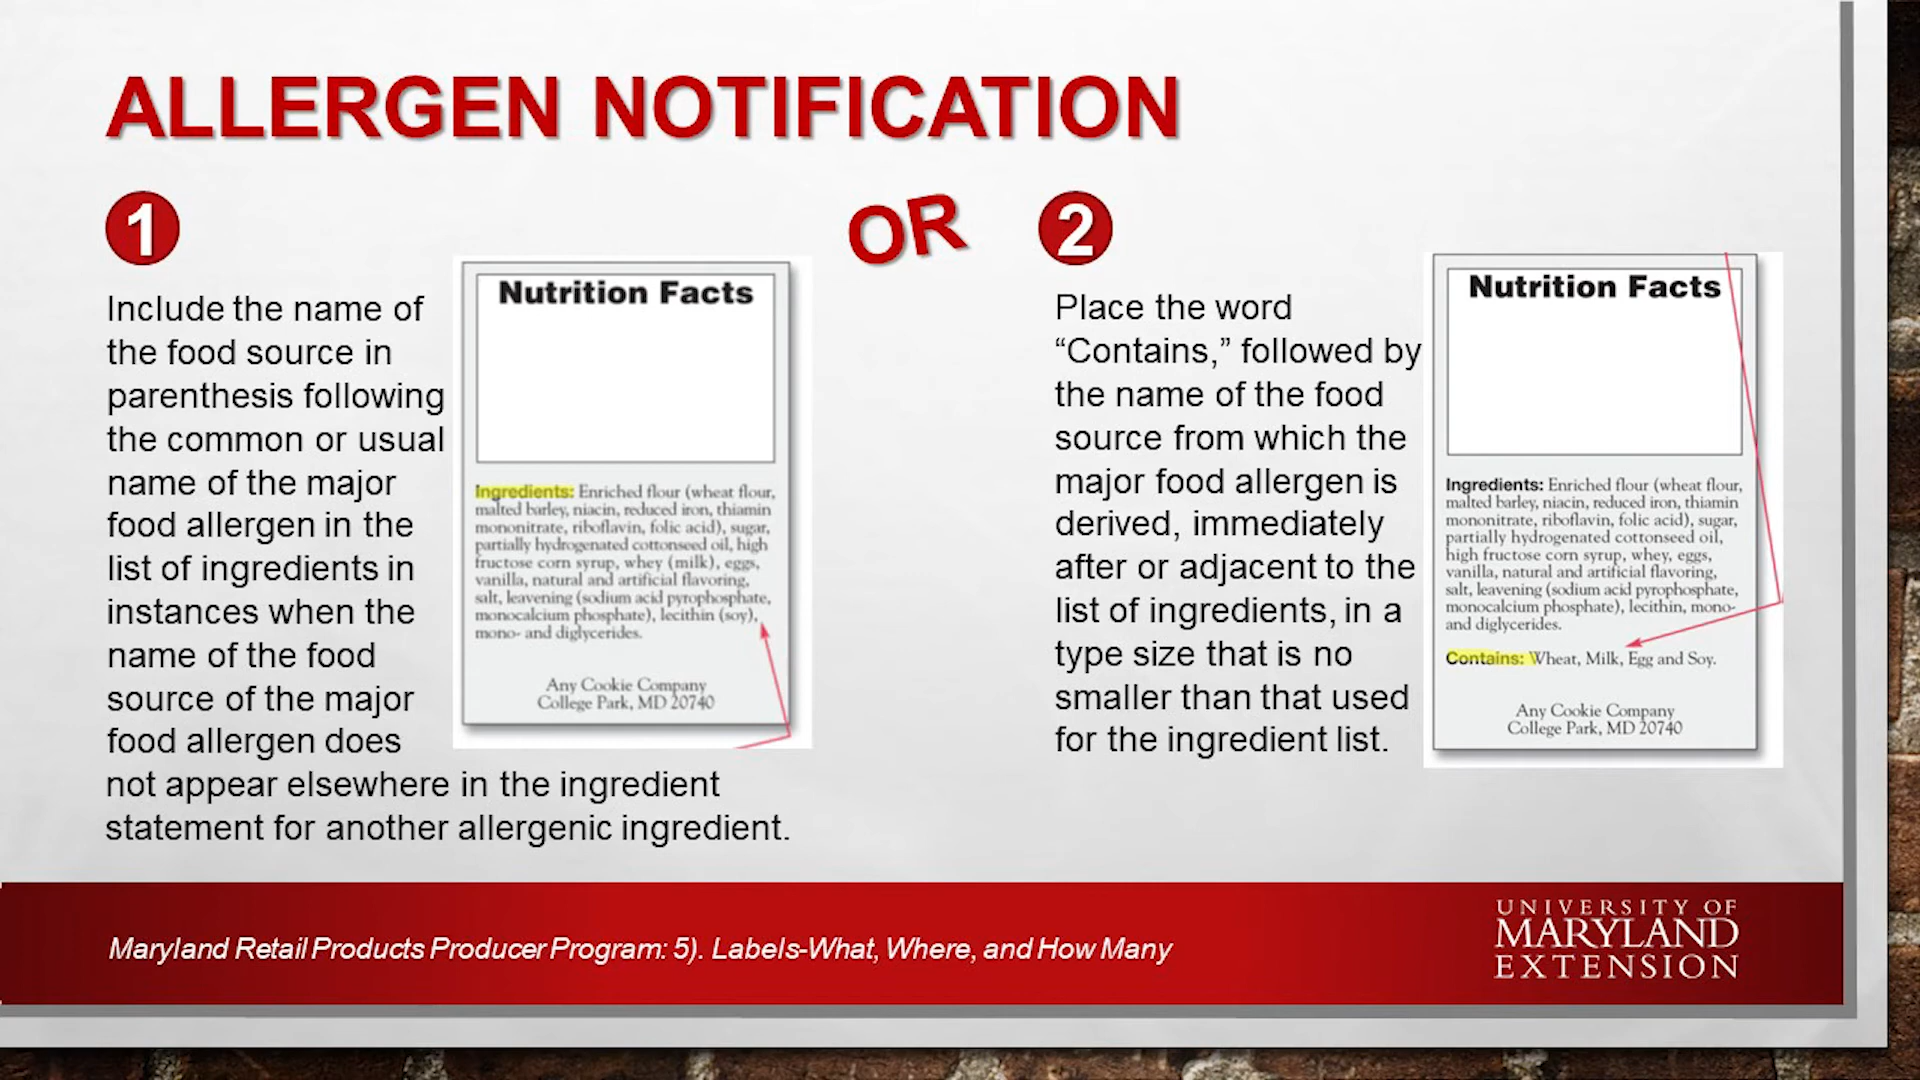 ALLERGEN NOTIFICATION
1
Include the name of
the food source in
parenthesis following
the common or usual
name of the major
food allergen in the
list of ingredients in
instances when the
name of the food
source of the major
food allergen does
not appear elsewhere in the ingredient
statement for another allergenic ingredient.
Nutrition Facts
Ingredients: Enriched flour (wheat flour,
malted barley, niacin, reduced iron, thiamin
mononitrate, riboflavin, folic acid), sugar,
partially hydrogenated cottonseed oil, high
fructose corn syrup, whey (milk), eggs,
vanilla, natural and artificial flavoring,
salt, leavening (sodium acid pyrophosphate,
monocalcium phosphate), lecithin (soy),
mono- and diglycerides.
Any Cookie Company
College Park, MD 20740
OR
2
Place the word
“Contains,” followed by
the name of the food
source from which the
major food allergen is
derived, immediately
after or adjacent to the
list of ingredients, in a
type size that is no
smaller than that used
for the ingredient list.
Nutrition Facts
Ingredients: Enriched flour (wheat flour,
malted barley, niacin, reduced iron, thiamin
mononitrate, riboflavin, folic acid), sugar,
partially hydrogenated cottonseed oil,
high fructose corn syrup, whey, eggs,
vanilla, natural and artificial flavoring,
salt, leavening (sodium acid pyrophosphate,
monocalcium phosphate), lecithin, mono-
and diglycerides.
Contains: Wheat, Milk, Egg and Soy.
Any Cookie Company
College Park, MD 20740
Maryland Retail Products Producer Program: 5). Labels-What, Where, and How Many
UNIVERSITY OF
MARYLAND
EXTENSION